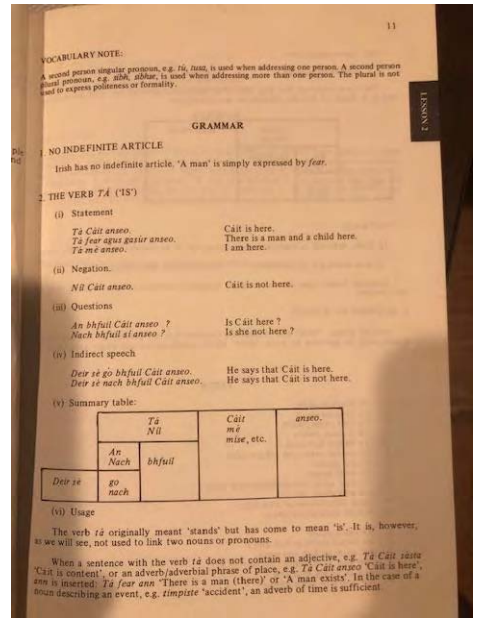 11
VOCABULARY NOTE:
A second person singular pronoun, e.g. tú, tusa, is used when addressing one person. A second person
plural pronoun, e.g. sibh, sibhse, is used when addressing more than one person. The plural is not
used to express politeness or formality.
LESSON 2
GRAMMAR
1. NO INDEFINITE ARTICLE
Irish has no indefinite article. 'A man' is simply expressed by fear.
2. THE VERB TÁ ('IS')
(i) Statement
Tá Cáit anseo. Cáit is here.
Tá fear agus gasúr anseo. There is a man and a child here.
Tá mé anseo. I am here.
(ii) Negation.
Níl Cáit anseo. Cáit is not here.
(iii) Questions
An bhfuil Cáit anseo ? Is Cáit here ?
Nach bhfuil sí anseo ? Is she not here ?
(iv) Indirect speech
Deir sé go bhfuil Cáit anseo. He says that Cáit is here.
Deir sé nach bhfuil Cáit anseo. He says that Cáit is not here.
(v) Summary table:
Tá Cáit anseo.
Níl mé
mise, etc.
An
Nach bhfuil
Deir sé go
nach
(vi) Usage
The verb tá originally meant 'stands' but has come to mean 'is'. It is, however,
as we will see, not used to link two nouns or pronouns.
When a sentence with the verb tá does not contain an adjective, e.g. Tá Cáit sásta
'Cáit is content', or an adverb/adverbial phrase of place, e.g. Tá Cáit anseo 'Cáit is here',
ann is inserted: Tá fear ann 'There is a man (there)' or 'A man exists'. In the case of a
noun describing an event, e.g. timpiste 'accident', an adverb of time is sufficient.